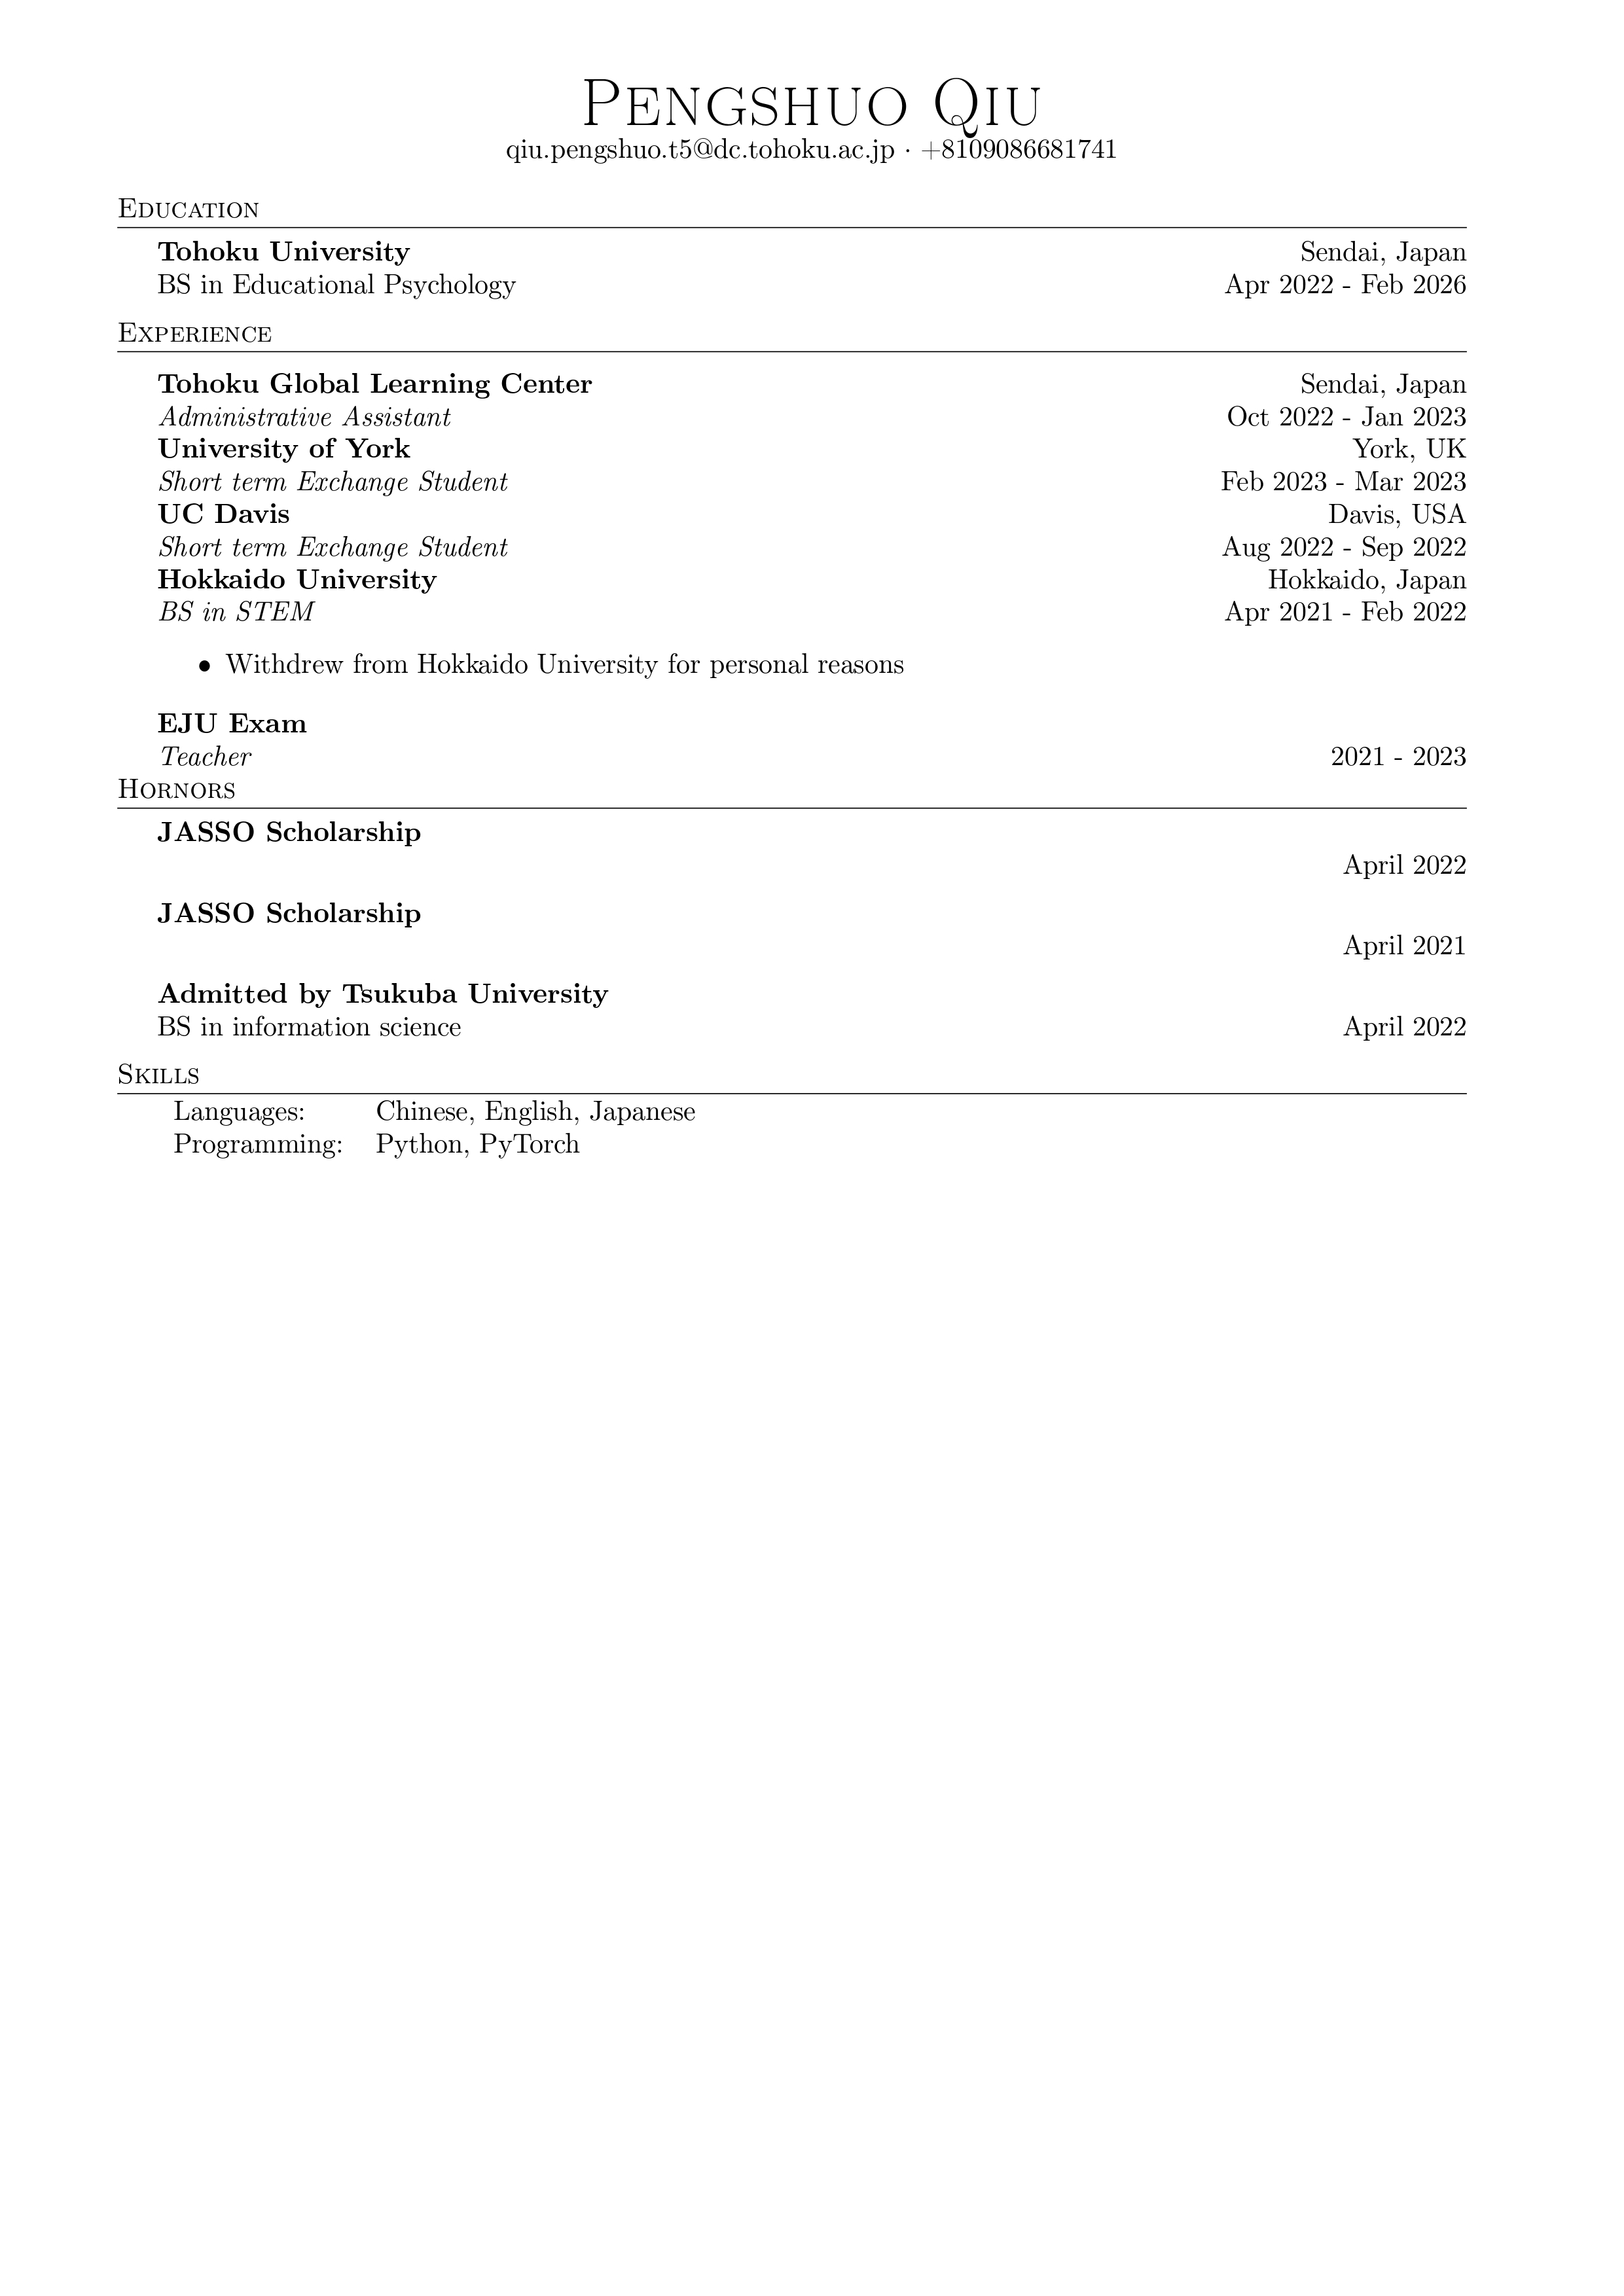 Pengshuo Qiu
qiu.pengshuo.t5@dc.tohoku.ac.jp · +8109086681741
Education
Tohoku University Sendai, Japan
BS in Educational Psychology Apr 2022 - Feb 2026
Experience
Tohoku Global Learning Center Sendai, Japan
Administrative Assistant Oct 2022 - Jan 2023
University of York York, UK
Short term Exchange Student Feb 2023 - Mar 2023
UC Davis Davis, USA
Short term Exchange Student Aug 2022 - Sep 2022
Hokkaido University Hokkaido, Japan
BS in STEM Apr 2021 - Feb 2022
• Withdrew from Hokkaido University for personal reasons
EJU Exam
Teacher 2021 - 2023
Hornors
JASSO Scholarship
April 2022
JASSO Scholarship
April 2021
Admitted by Tsukuba University
BS in information science April 2022
Skills
Languages: Chinese, English, Japanese
Programming: Python, PyTorch